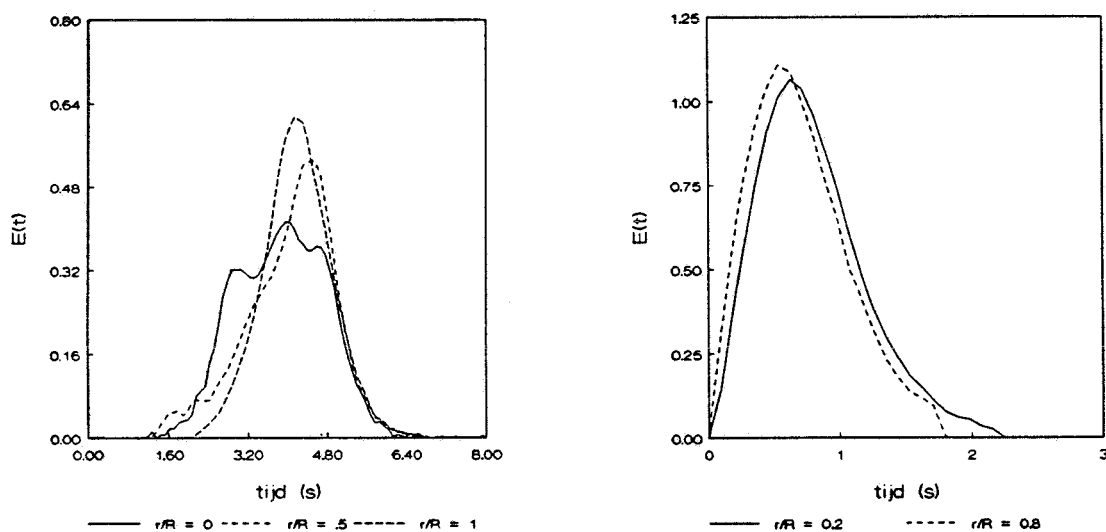 0.80
0.64
0.48
E(t)
0.32
0.16
0.00
0.00 1.60 3.20 4.80 6.40 8.00
tijd (s)
r/R = 0 r/R = .5 r/R = 1
1.25
1.00
0.75
E(t)
0.50
0.25
0.00
0 1 2 3
tijd (s)
r/R = 0.2 r/R = 0.8